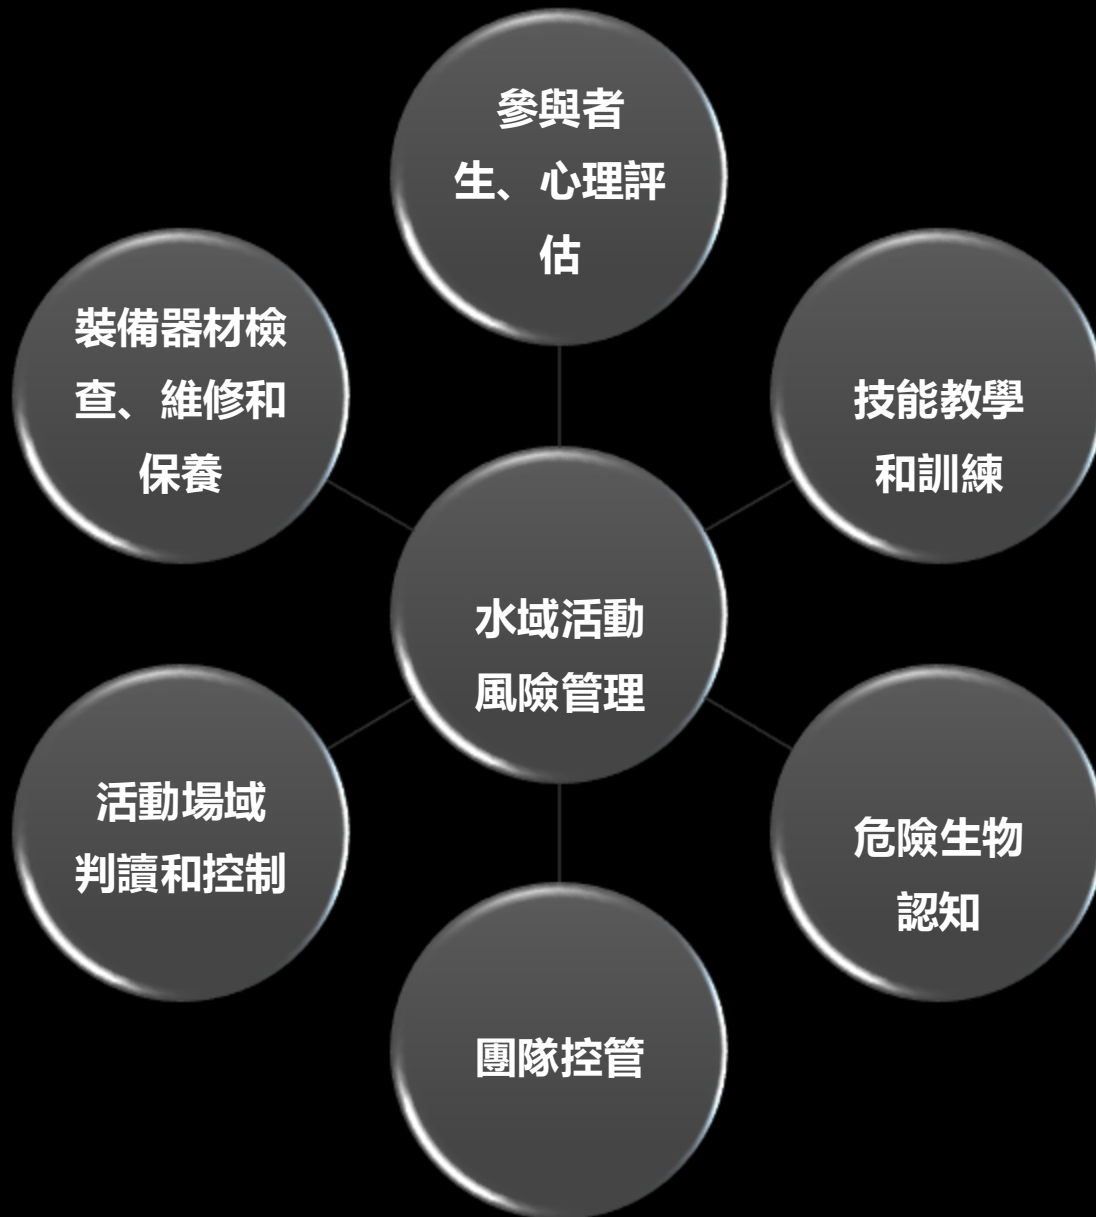 參與者
生、心理評
估
裝備器材檢
查、維修和
保養
技能教學
和訓練
水域活動
風險管理
活動場域
判讀和控制
危險生物
認知
團隊控管